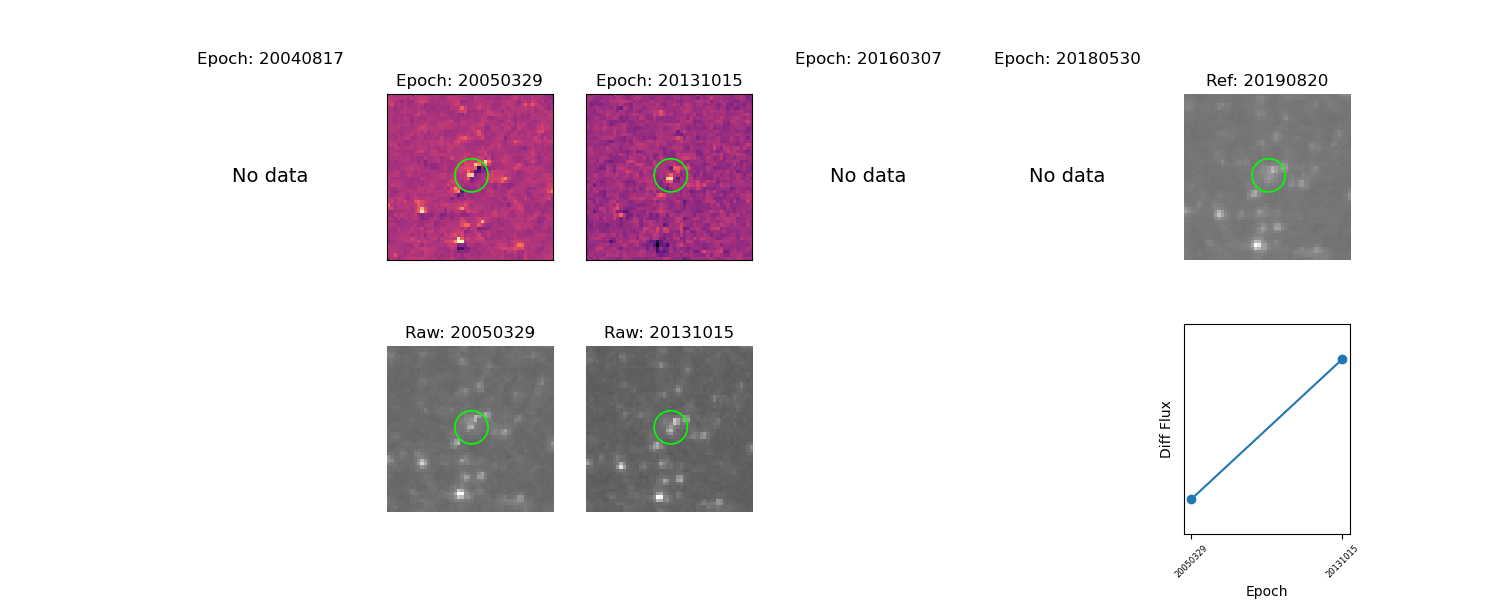 Epoch: 20040817
Epoch: 20050329
Epoch: 20131015
Epoch: 20160307
Epoch: 20180530
Ref: 20190820
No data
No data
No data
Raw: 20050329
Raw: 20131015
Diff Flux
20050329
20131015
Epoch